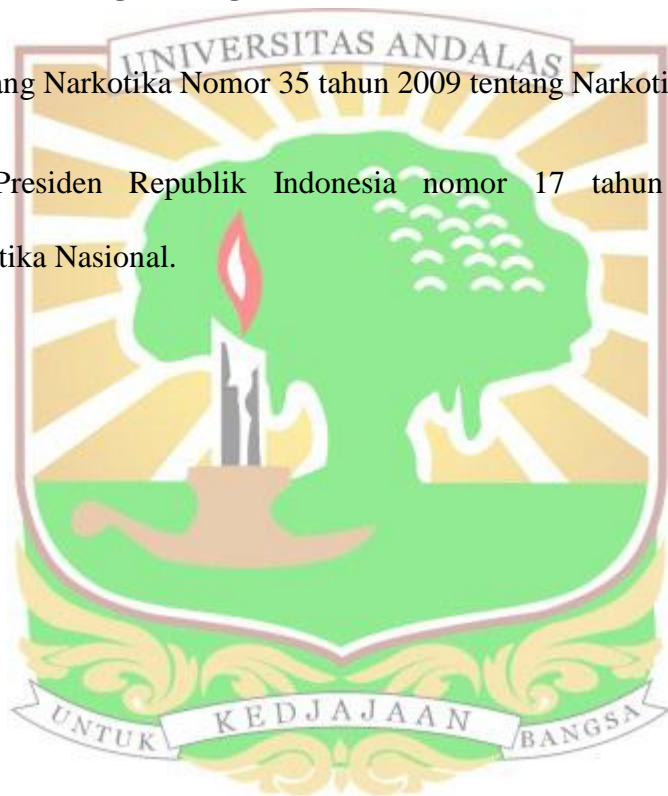 UNIVERSITAS ANDALAS
ang Narkotika Nomor 35 tahun 2009 tentang Narkoti
Presiden Republik Indonesia nomor 17 tahun
tika Nasional.
UNTUK KEDJAJAAN BANGSA